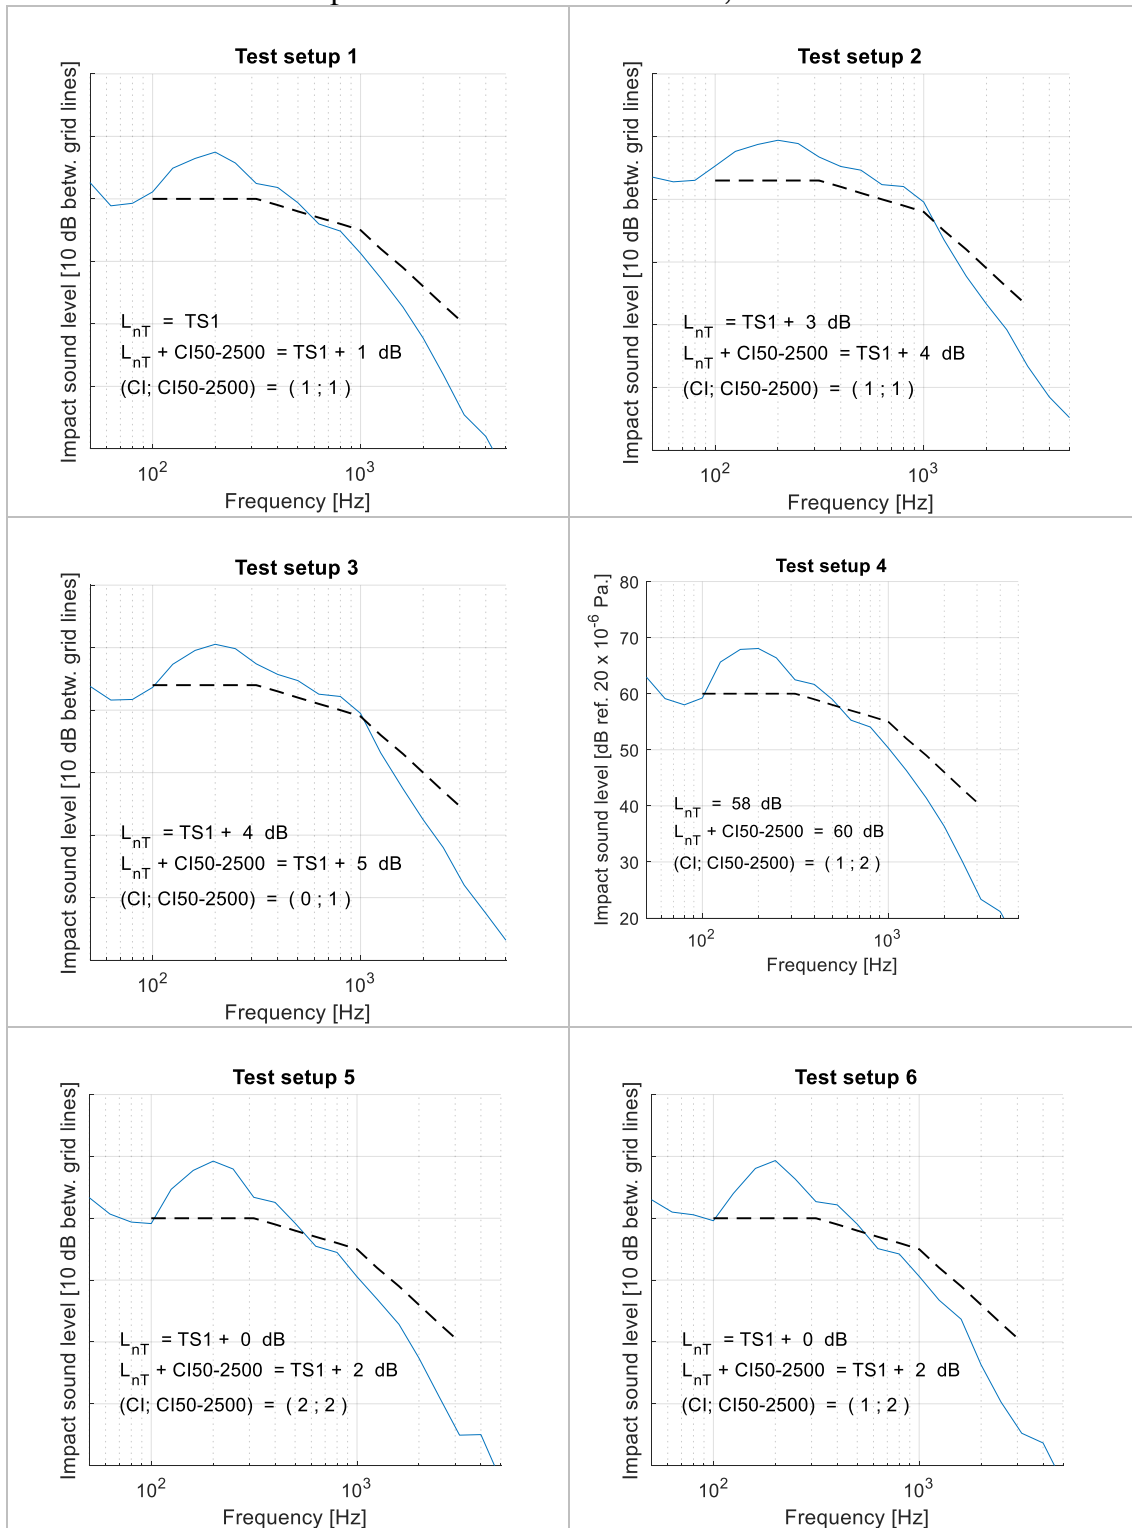 Test setup 1
Impact sound level [10 dB betw. grid lines]
L_nT = TS1
L_nT + CI50-2500 = TS1 + 1 dB
(CI; CI50-2500) = ( 1 ; 1 )
10^2 10^3
Frequency [Hz]
Test setup 2
Impact sound level [10 dB betw. grid lines]
L_nT = TS1 + 3 dB
L_nT + CI50-2500 = TS1 + 4 dB
(CI; CI50-2500) = ( 1 ; 1 )
10^2 10^3
Frequency [Hz]
Test setup 3
Impact sound level [10 dB betw. grid lines]
L_nT = TS1 + 4 dB
L_nT + CI50-2500 = TS1 + 5 dB
(CI; CI50-2500) = ( 0 ; 1 )
10^2 10^3
Frequency [Hz]
Test setup 4
Impact sound level [dB ref. 20 x 10^-6 Pa.]
80
70
60
50
40
30
20
L_nT = 58 dB
L_nT + CI50-2500 = 60 dB
(CI; CI50-2500) = ( 1 ; 2 )
10^2 10^3
Frequency [Hz]
Test setup 5
Impact sound level [10 dB betw. grid lines]
L_nT = TS1 + 0 dB
L_nT + CI50-2500 = TS1 + 2 dB
(CI; CI50-2500) = ( 2 ; 2 )
10^2 10^3
Frequency [Hz]
Test setup 6
Impact sound level [10 dB betw. grid lines]
L_nT = TS1 + 0 dB
L_nT + CI50-2500 = TS1 + 2 dB
(CI; CI50-2500) = ( 1 ; 2 )
10^2 10^3
Frequency [Hz]